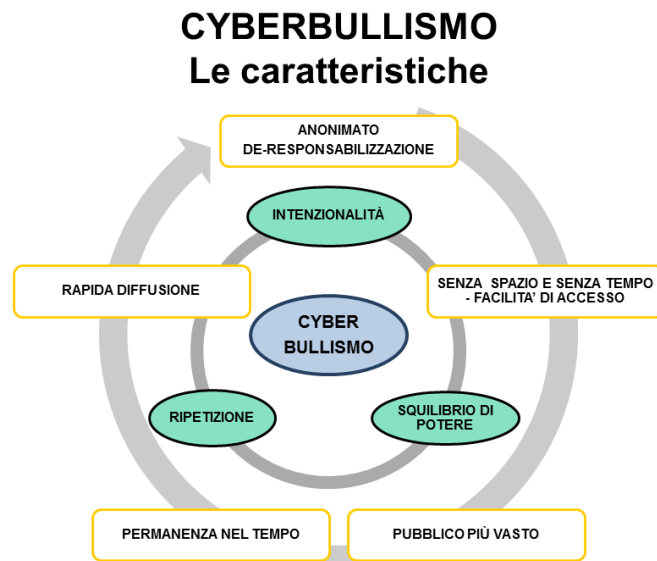 CYBERBULLISMO
Le caratteristiche
ANONIMATO
DE-RESPONSABILIZZAZIONE
INTENZIONALITÀ
RAPIDA DIFFUSIONE
SENZA SPAZIO E SENZA TEMPO
- FACILITA’ DI ACCESSO
CYBER
BULLISMO
RIPETIZIONE
SQUILIBRIO DI
POTERE
PERMANENZA NEL TEMPO
PUBBLICO PIÙ VASTO